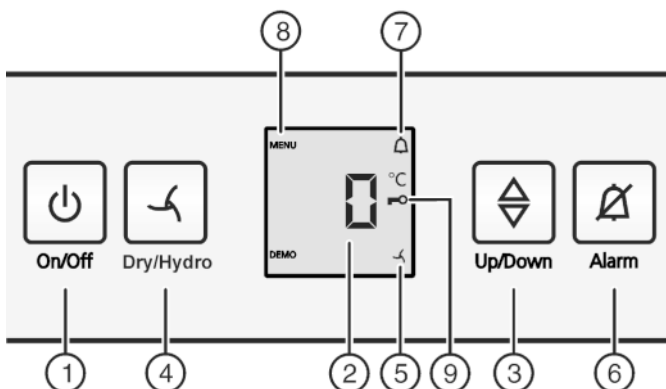 8 7
MENU
0 °C
On/Off Dry/Hydro DEMO Up/Down Alarm
1 4 2 5 9 3 6